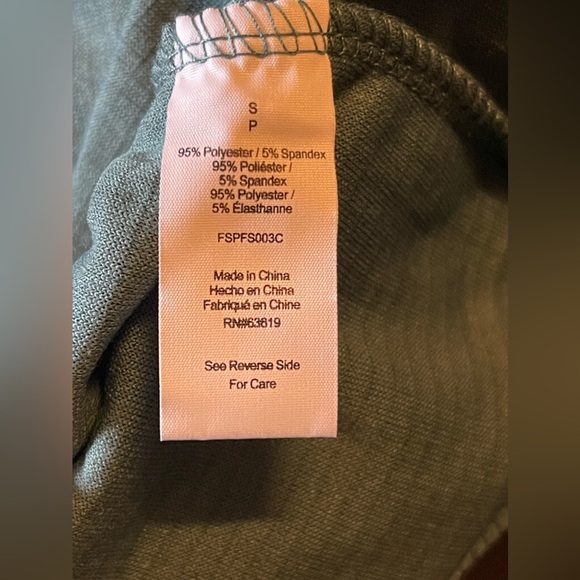 S
P
95% Polyester / 5% Spandex
95% Poliéster /
5% Spandex
95% Polyester /
5% Élasthanne
FSPFS003C
Made in China
Hecho en China
Fabriqué en Chine
RN#63619
See Reverse Side
For Care